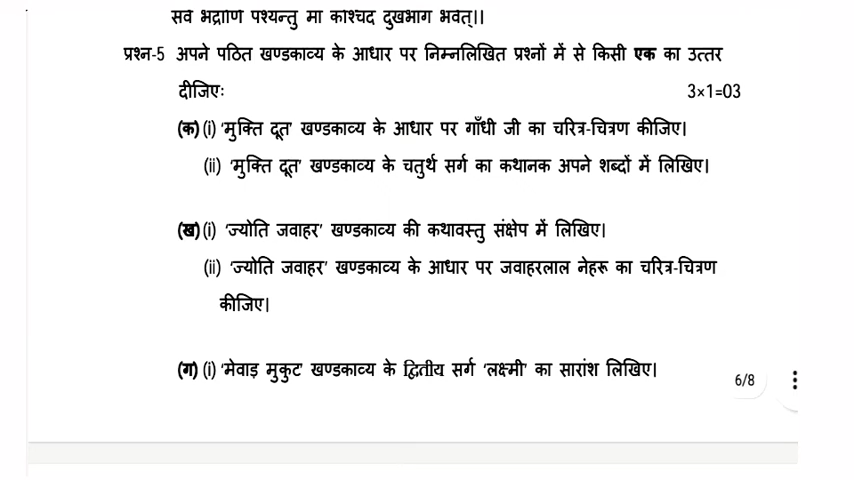 सर्वे भद्राणि पश्यन्तु मा कश्चिद दुखभाग भवेत्।।
प्रश्न-5 अपने पठित खण्डकाव्य के आधार पर निम्नलिखित प्रश्नों में से किसी एक का उत्तर
दीजिएः 3×1=03
(क) (i) 'मुक्ति दूत' खण्डकाव्य के आधार पर गाँधी जी का चरित्र-चित्रण कीजिए।
(ii) 'मुक्ति दूत' खण्डकाव्य के चतुर्थ सर्ग का कथानक अपने शब्दों में लिखिए।
(ख) (i) 'ज्योति जवाहर' खण्डकाव्य की कथावस्तु संक्षेप में लिखिए।
(ii) 'ज्योति जवाहर' खण्डकाव्य के आधार पर जवाहरलाल नेहरू का चरित्र-चित्रण
कीजिए।
(ग) (i) 'मेवाड़ मुकुट' खण्डकाव्य के द्वितीय सर्ग 'लक्ष्मी' का सारांश लिखिए।
6/8